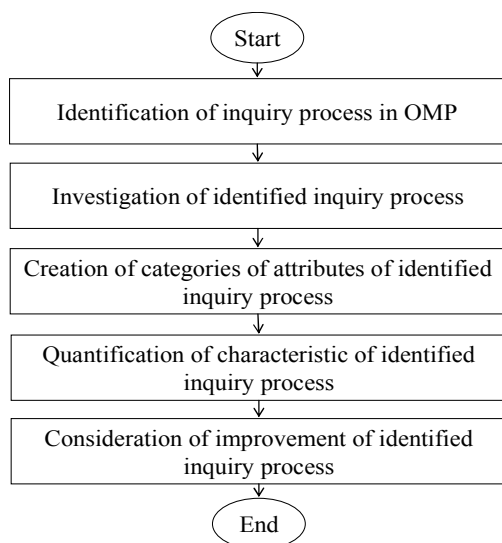 Start
Identification of inquiry process in OMP
Investigation of identified inquiry process
Creation of categories of attributes of identified
inquiry process
Quantification of characteristic of identified
inquiry process
Consideration of improvement of identified
inquiry process
End